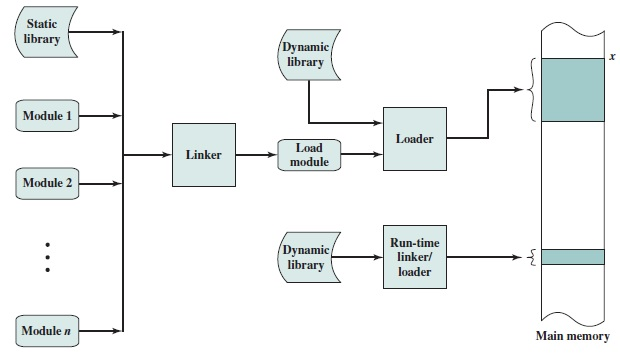 Static
library
Module 1
Module 2
Module n
Linker
Dynamic
library
Load
module
Loader
Dynamic
library
Run-time
linker/
loader
x
Main memory